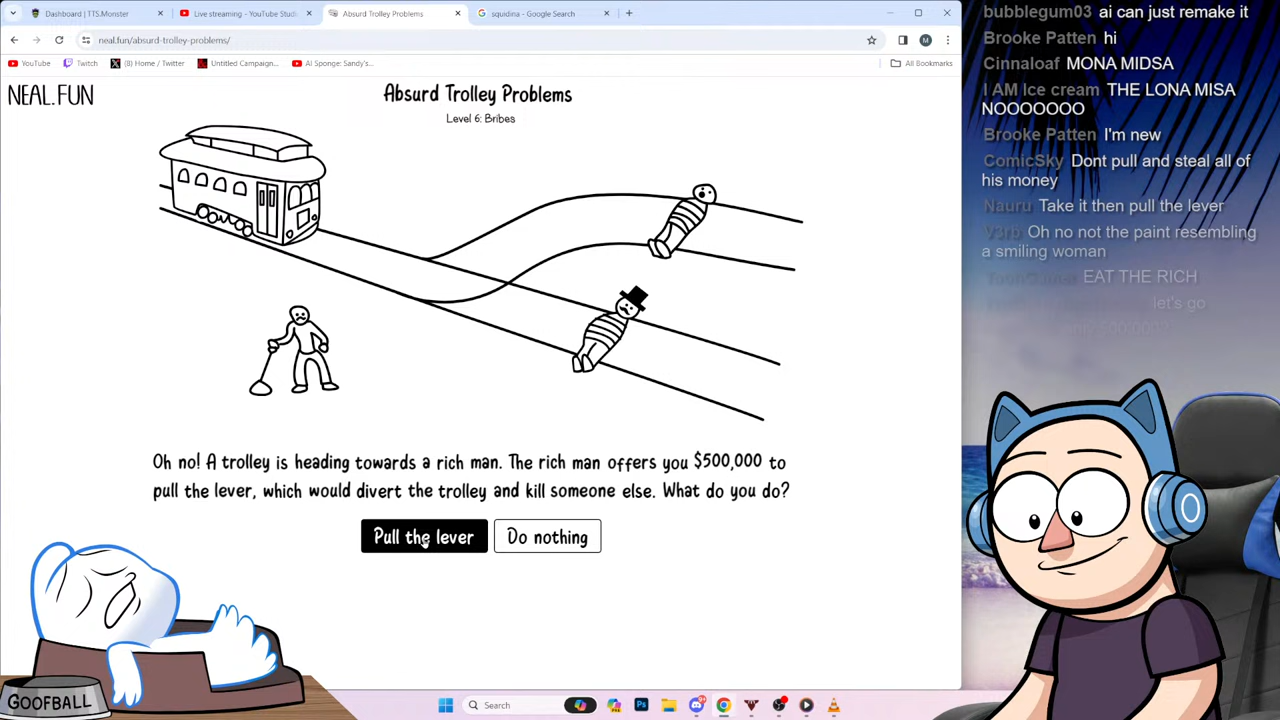 Dashboard | TTS.Monster
Live streaming - YouTube Studi
Absurd Trolley Problems
squidina - Google Search
neal.fun/absurd-trolley-problems/
YouTube
Twitch
(8) Home / Twitter
Untitled Campaign...
AI Sponge: Sandy's...
All Bookmarks
NEAL.FUN
Absurd Trolley Problems
Level 6: Bribes
Oh no! A trolley is heading towards a rich man. The rich man offers you $500,000 to
pull the lever, which would divert the trolley and kill someone else. What do you do?
Pull the lever
Do nothing
GOOFBALL
Search
bubblegum03 ai can just remake it
Brooke Patten hi
Cinnaloaf MONA MIDSA
I AM Ice cream THE LONA MISA
NOOOOOOO
Brooke Patten I'm new
ComicSky Dont pull and steal all of
his money
Nauru Take it then pull the lever
V3rb Oh no not the paint resembling
a smiling woman
EAT THE RICH
let's go